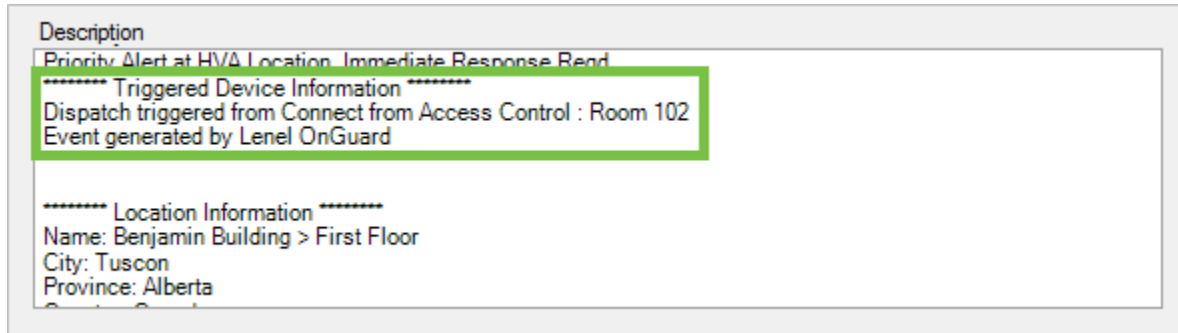 Description
Priority Alert at HVA Location. Immediate Response Reqd
******** Triggered Device Information ********
Dispatch triggered from Connect from Access Control : Room 102
Event generated by Lenel OnGuard
******** Location Information ********
Name: Benjamin Building > First Floor
City: Tuscon
Province: Alberta